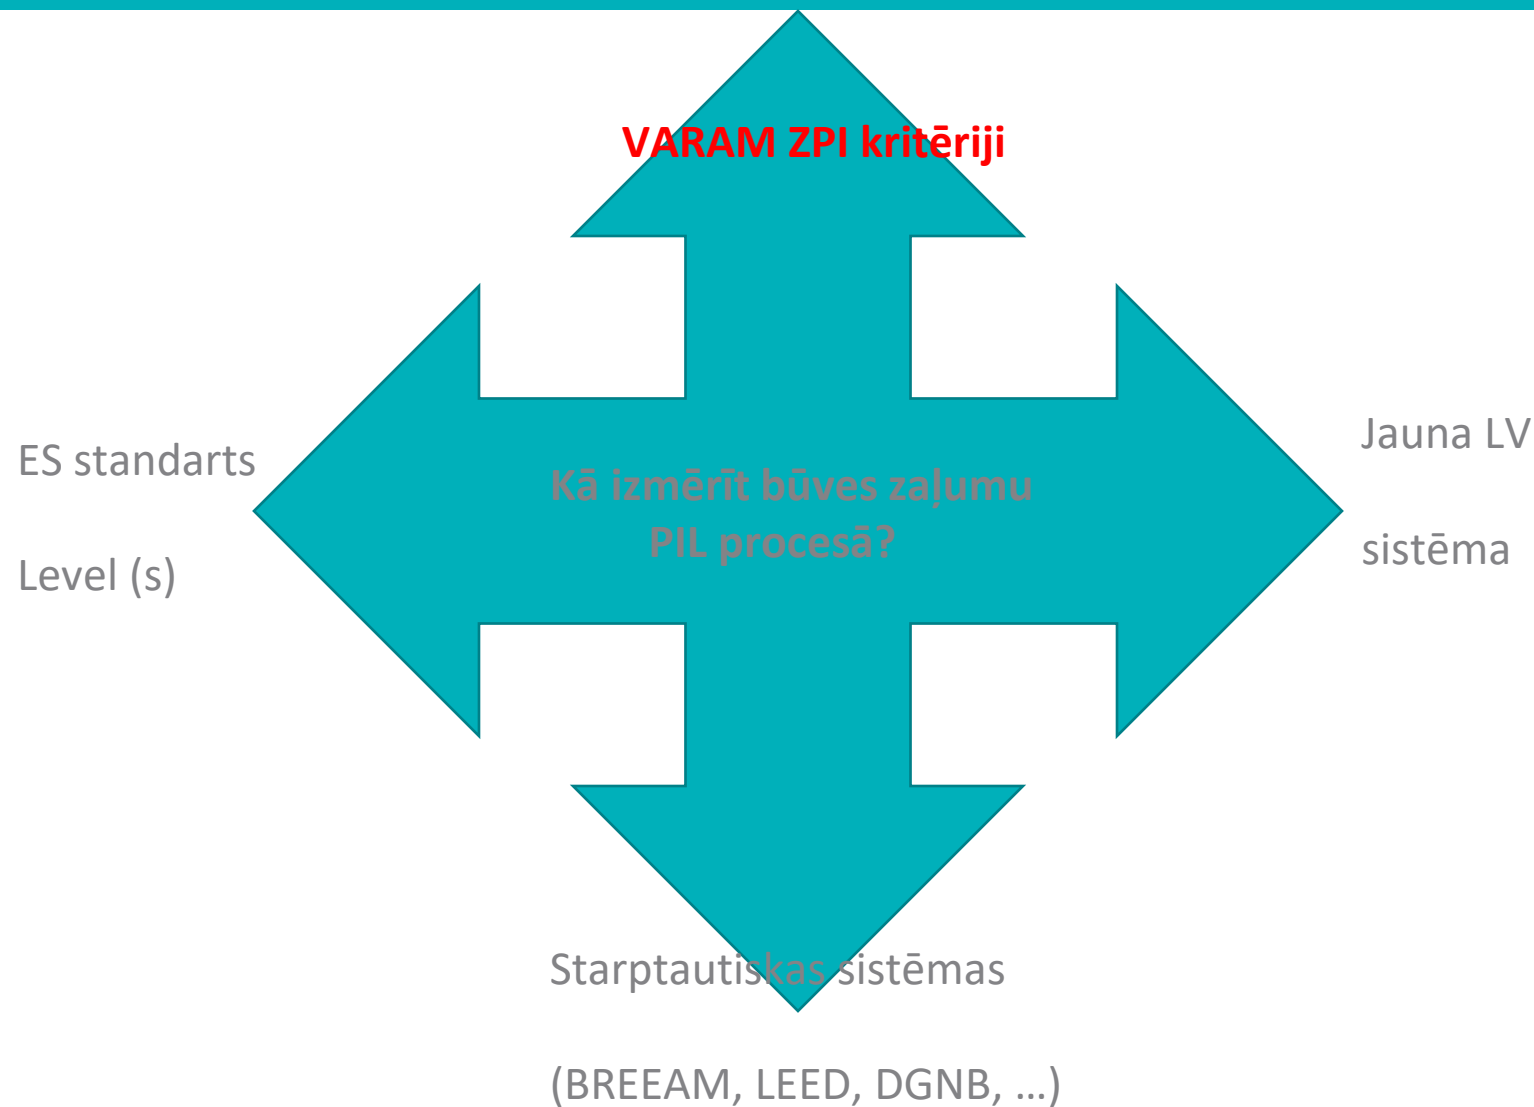 VARAM ZPI kritēriji
ES standarts
Level (s)
Kā izmērīt būves zaļumu
PIL procesā?
Jauna LV
sistēma
Starptautiskas sistēmas
(BREEAM, LEED, DGNB, ...)